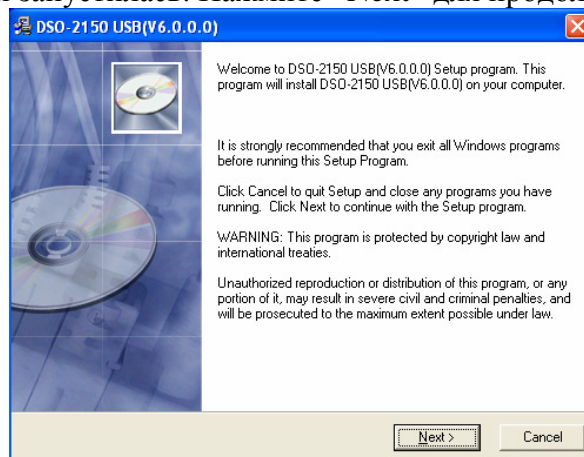 запустилась. Нажмите "Next" для
DSO-2150 USB(V6.0.0.0)
Welcome to DSO-2150 USB(V6.0.0.0) Setup program. This
program will install DSO-2150 USB(V6.0.0.0) on your computer.
It is strongly recommended that you exit all Windows programs
before running this Setup Program.
Click Cancel to quit Setup and close any programs you have
running. Click Next to continue with the Setup program.
WARNING: This program is protected by copyright law and
international treaties.
Unauthorized reproduction or distribution of this program, or any
portion of it, may result in severe civil and criminal penalties, and
will be prosecuted to the maximum extent possible under law.
Next >
Cancel